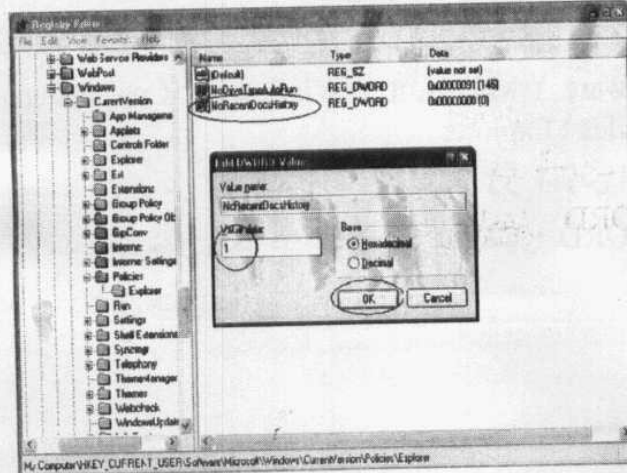 Registry Editor
File Edit View Favorites Help
Web Service Providers
WebPost
Windows
CurrentVersion
App Manageme
Applets
Controls Folder
Explorer
Ext
Extensions
Group Policy
Group Policy Ob
GrpConv
Internet Settings
Policies
Explorer
Run
Settings
Shell Extensions
Syncmgr
Telephony
ThemeManager
Themes
Webcheck
WindowsUpdate
Name Type Data
(Default) REG_SZ (value not set)
NoDriveTypeAutoRun REG_DWORD 0x00000091 (145)
NoRecentDocsHistory REG_DWORD 0x00000000 (0)
Edit DWORD Value
Value name:
NoRecentDocsHistory
Value data:
1
Base
Hexadecimal
Decimal
OK Cancel
My Computer\HKEY_CURRENT_USER\Software\Microsoft\Windows\CurrentVersion\Policies\Explorer